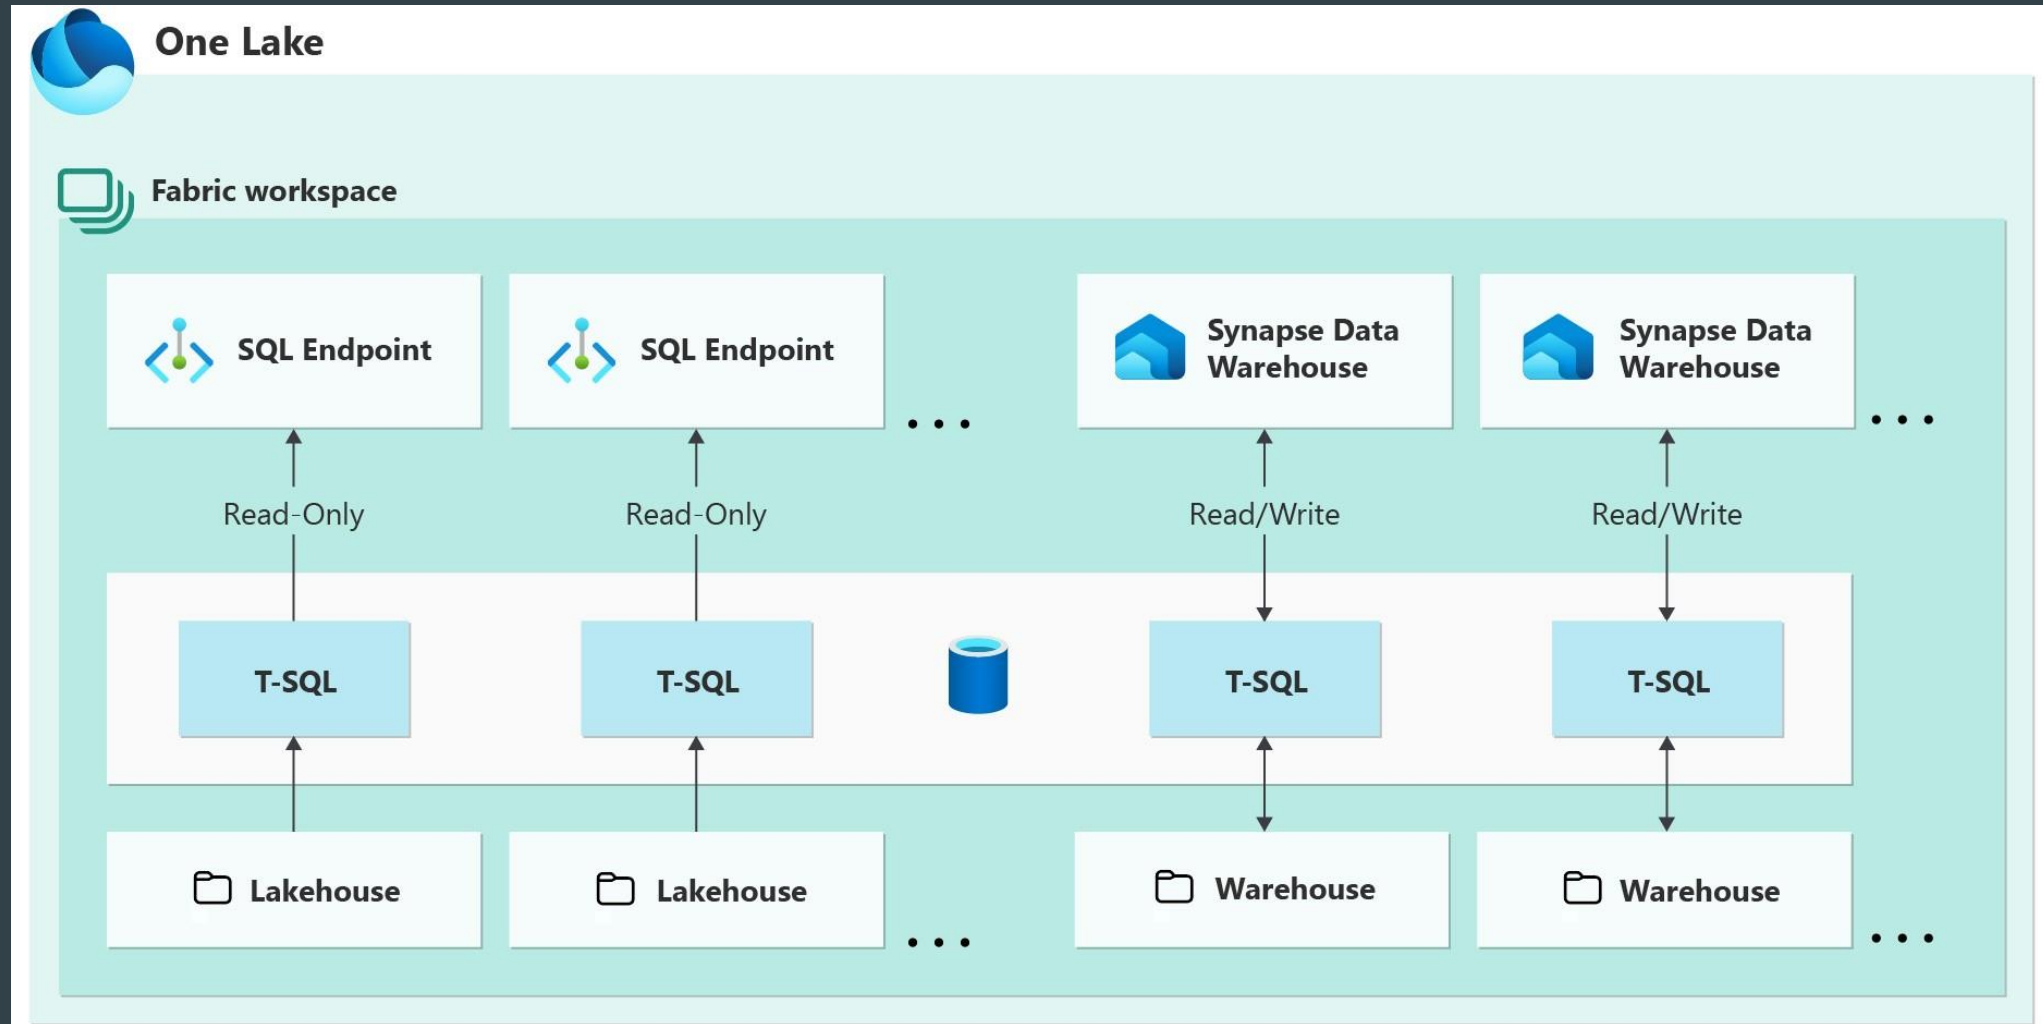 One Lake
Fabric workspace
SQL Endpoint
SQL Endpoint
...
Synapse Data
Warehouse
Synapse Data
Warehouse
...
Read-Only
Read-Only
Read/Write
Read/Write
T-SQL
T-SQL
T-SQL
T-SQL
Lakehouse
Lakehouse
...
Warehouse
Warehouse
...